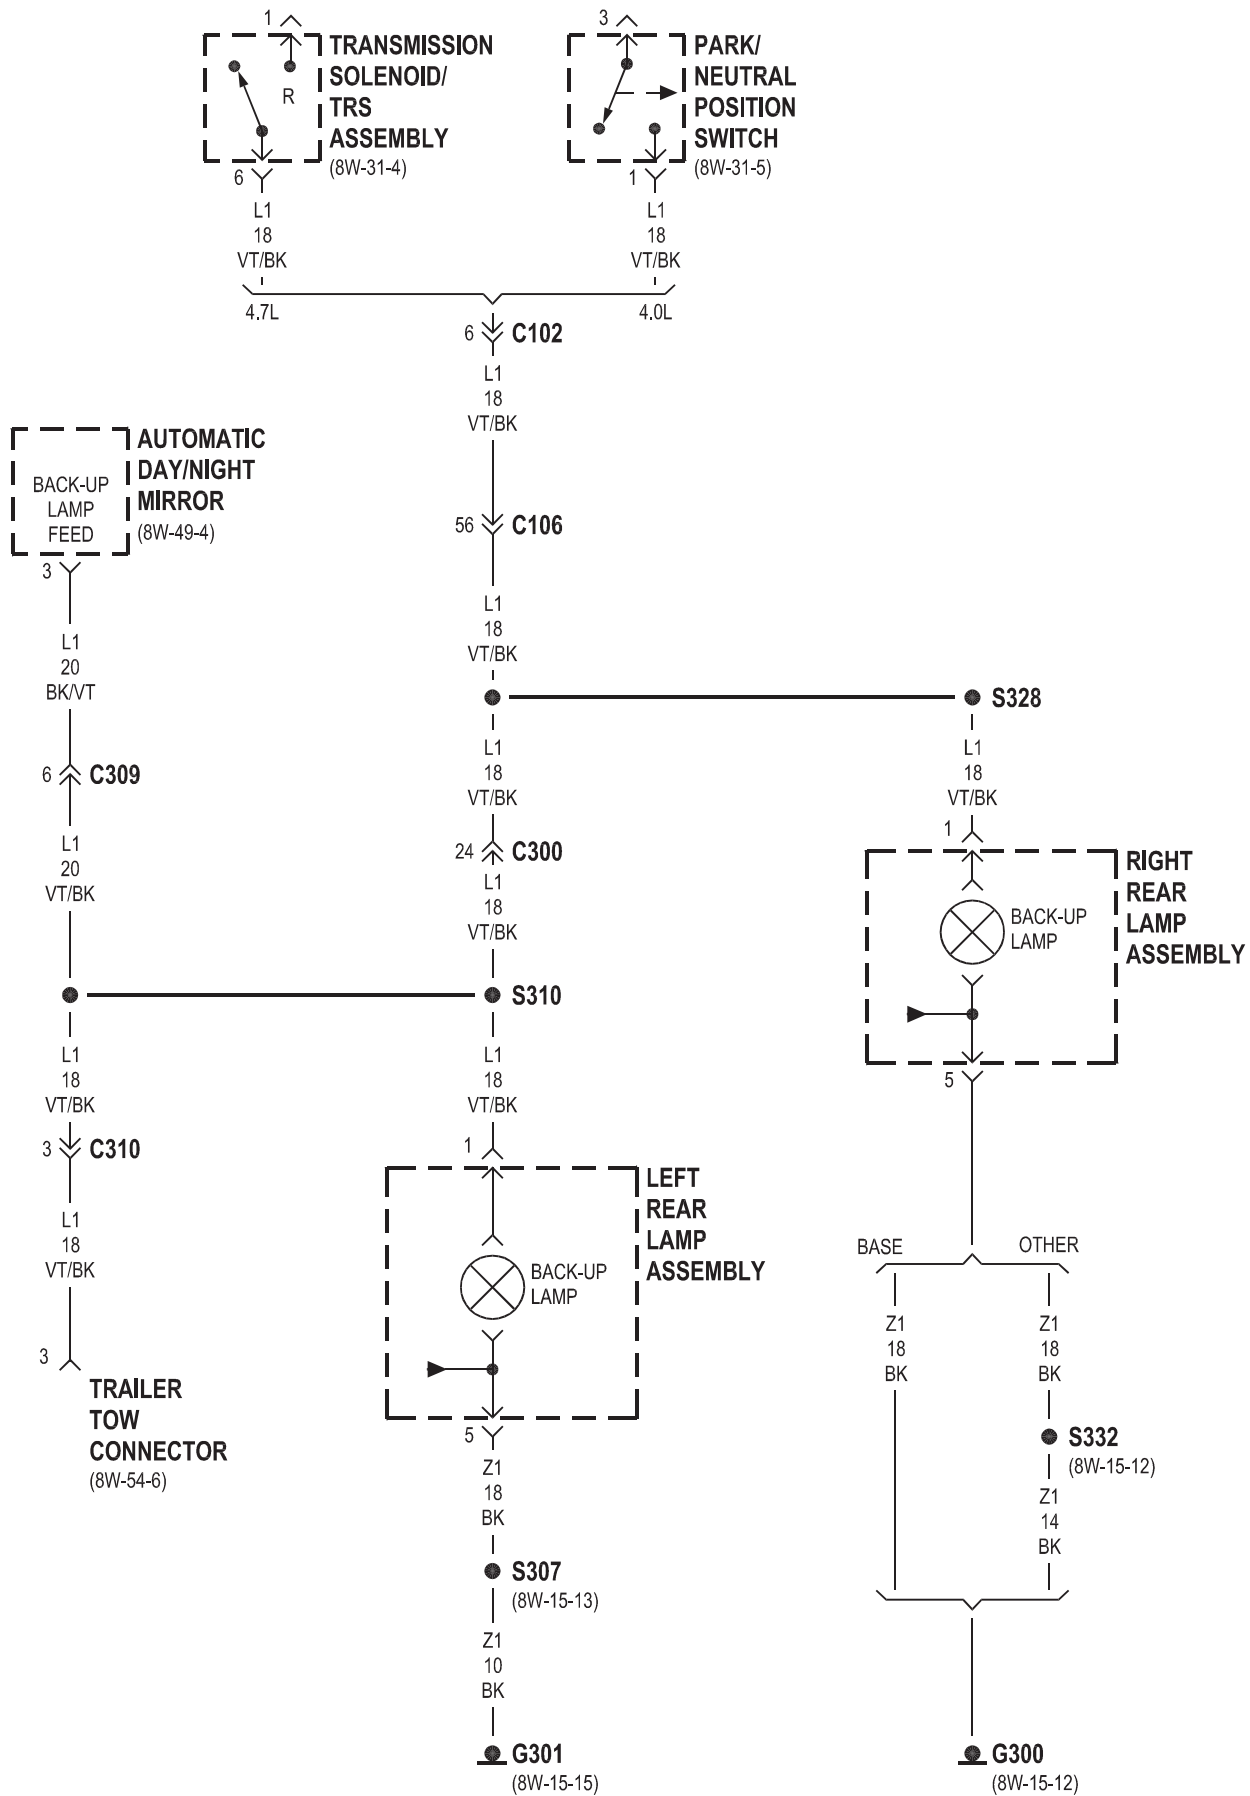 1
TRANSMISSION
SOLENOID/
TRS
ASSEMBLY
(8W-31-4)
R
6
L1
18
VT/BK
4.7L
3
PARK/
NEUTRAL
POSITION
SWITCH
(8W-31-5)
1
L1
18
VT/BK
4.0L
6
C102
L1
18
VT/BK
56
C106
L1
18
VT/BK
AUTOMATIC
DAY/NIGHT
MIRROR
(8W-49-4)
BACK-UP
LAMP
FEED
3
L1
20
BK/VT
6
C309
L1
20
VT/BK
S328
L1
18
VT/BK
24
C300
L1
18
VT/BK
S310
L1
18
VT/BK
3
C310
L1
18
VT/BK
3
TRAILER
TOW
CONNECTOR
(8W-54-6)
L1
18
VT/BK
1
LEFT
REAR
LAMP
ASSEMBLY
BACK-UP
LAMP
5
Z1
18
BK
S307
(8W-15-13)
Z1
10
BK
G301
(8W-15-15)
L1
18
VT/BK
1
RIGHT
REAR
LAMP
ASSEMBLY
BACK-UP
LAMP
5
BASE
OTHER
Z1
18
BK
Z1
18
BK
S332
(8W-15-12)
Z1
14
BK
G300
(8W-15-12)